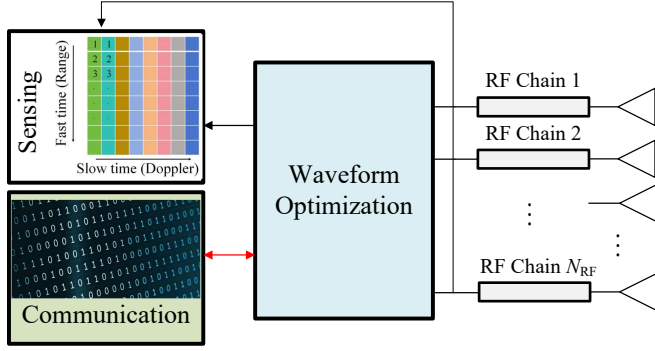 Sensing
Fast time (Range)
1 1
2 2
3 3
Slow time (Doppler)
Communication
Waveform
Optimization
RF Chain 1
RF Chain 2
RF Chain N_RF